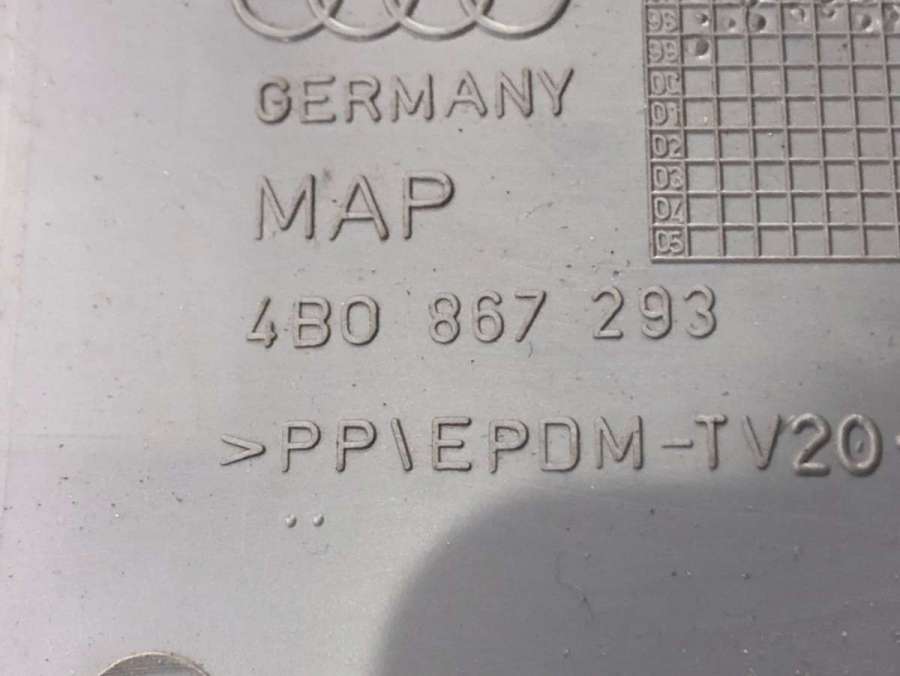 GERMANY
MAP
4B0 867 293
>PP\EPDM-TV20
98
99
00
01
02
03
04
05